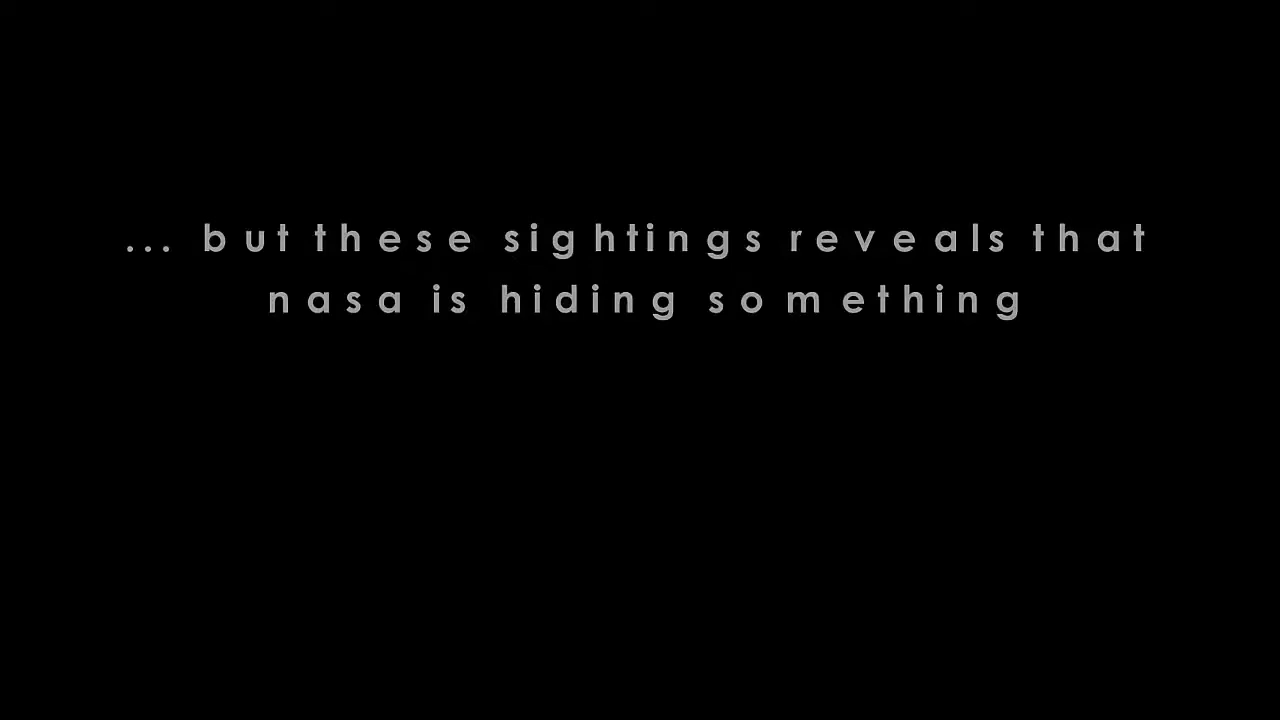 ... but these sightings reveals that
nasa is hiding something